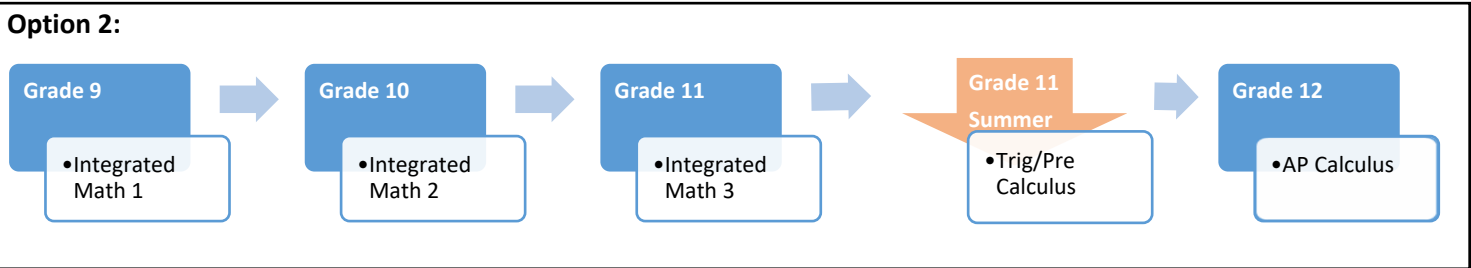 Option 2:
Grade 9
•Integrated
Math 1
Grade 10
•Integrated
Math 2
Grade 11
•Integrated
Math 3
Grade 11
Summer
•Trig/Pre
Calculus
Grade 12
•AP Calculus